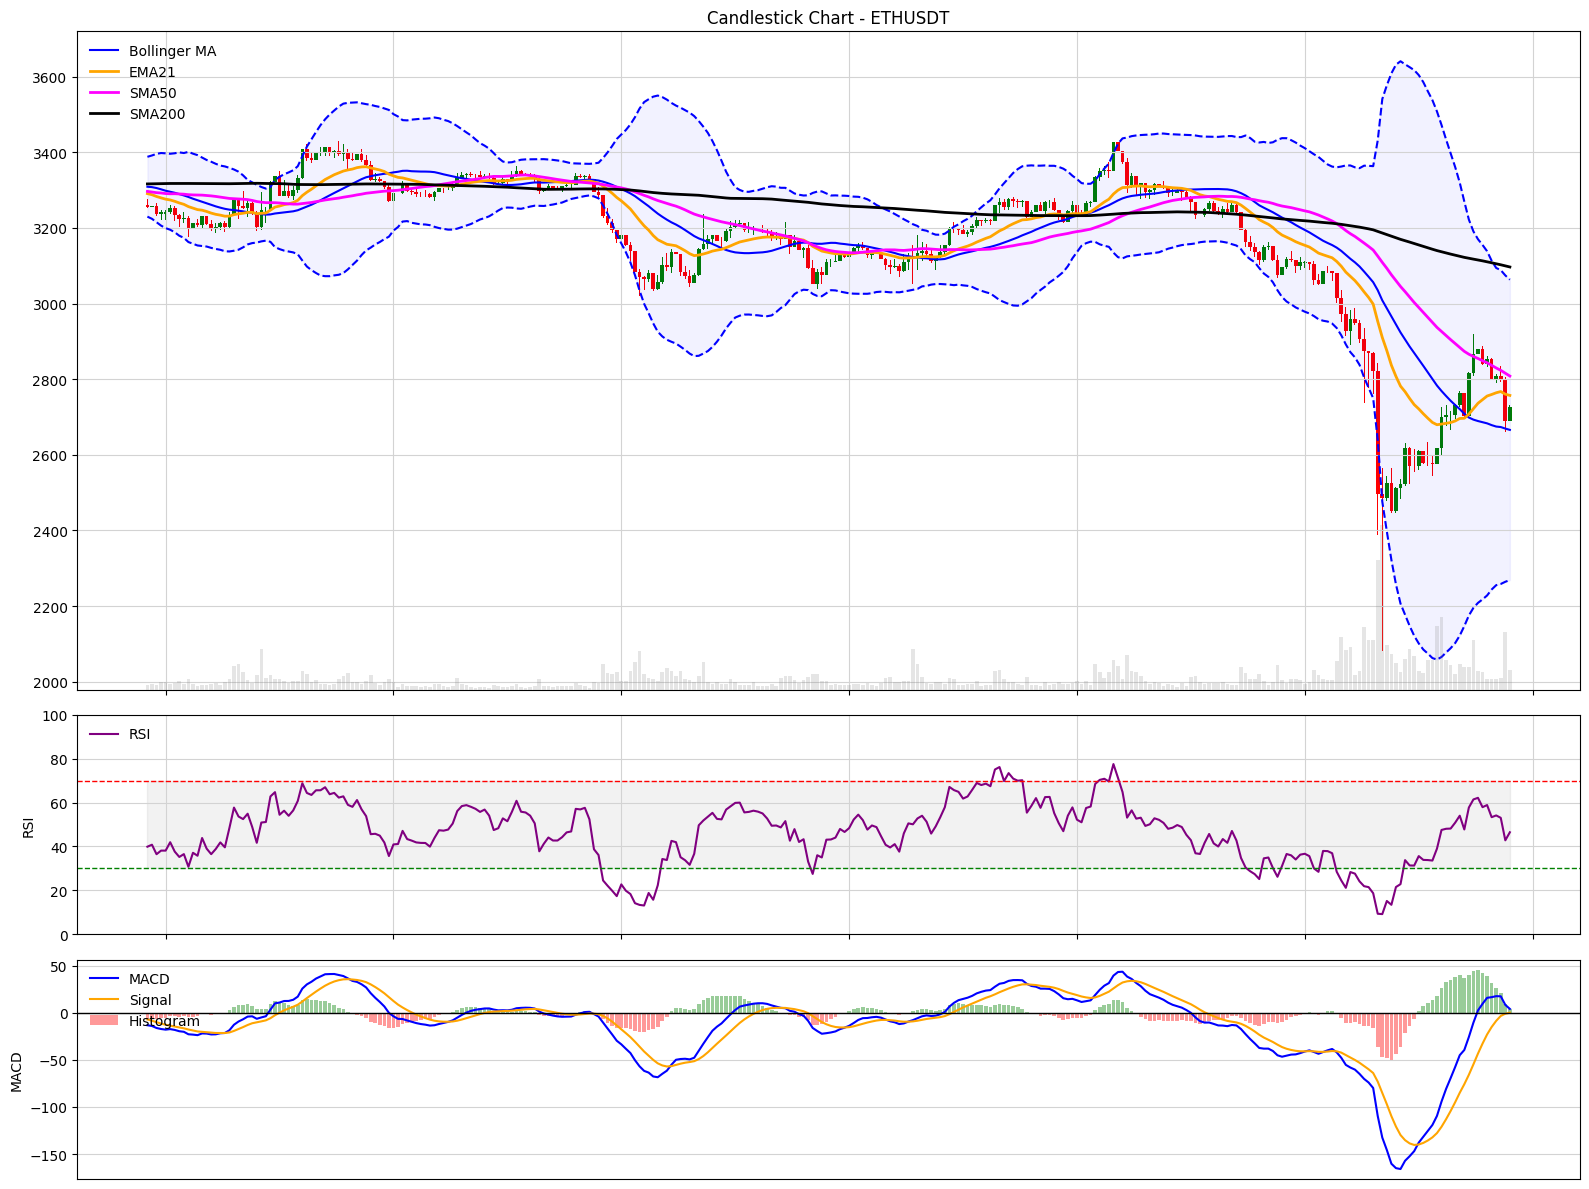 Candlestick Chart - ETHUSDT
Bollinger MA
EMA21
SMA50
SMA200
3600
3400
3200
3000
2800
2600
2400
2200
2000
RSI
RSI
100
80
60
40
20
0
MACD
Signal
Histogram
MACD
50
0
−50
−100
−150